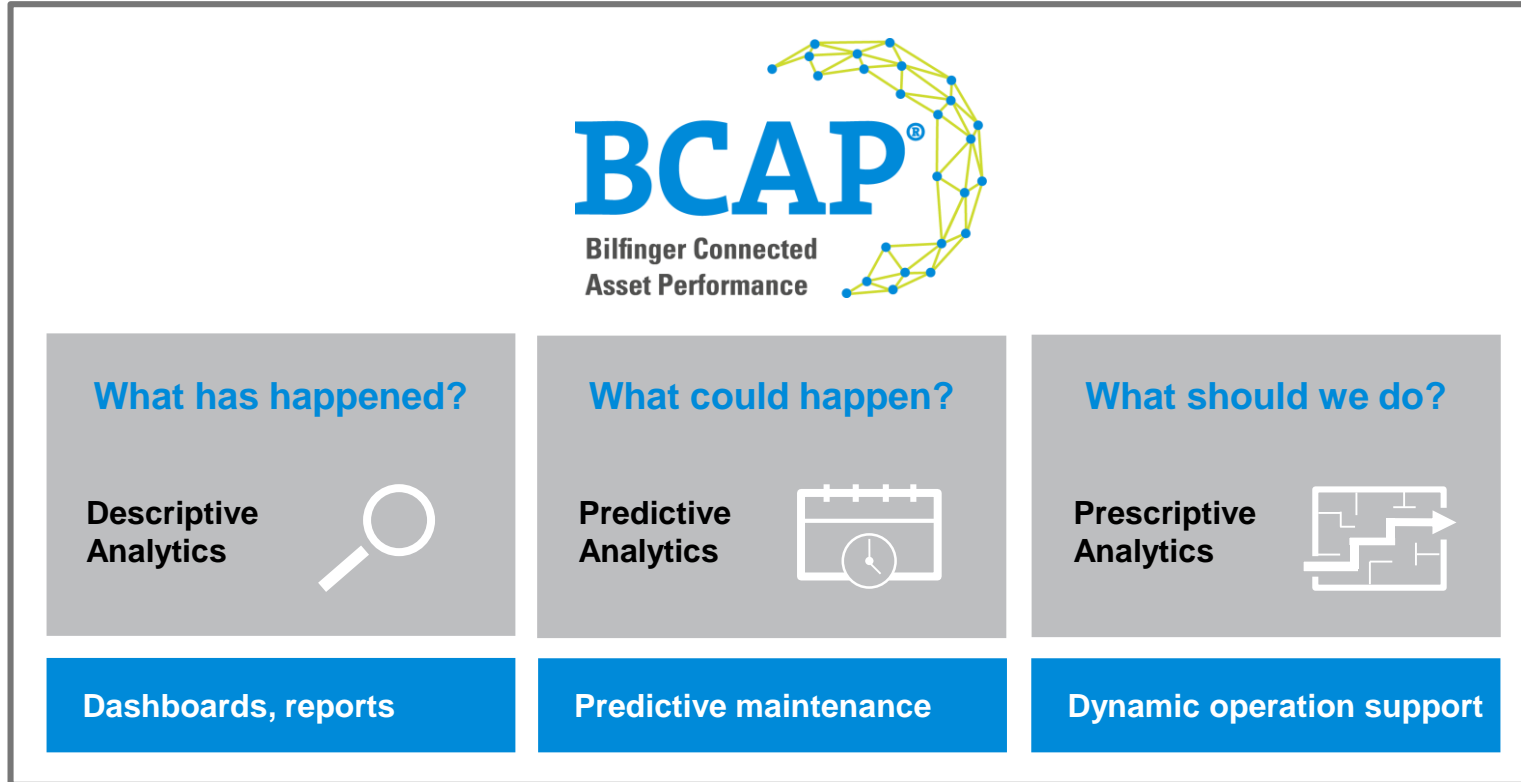 BCAP®
Bilfinger Connected
Asset Performance
What has happened?
Descriptive
Analytics
Dashboards, reports
What could happen?
Predictive
Analytics
Predictive maintenance
What should we do?
Prescriptive
Analytics
Dynamic operation support